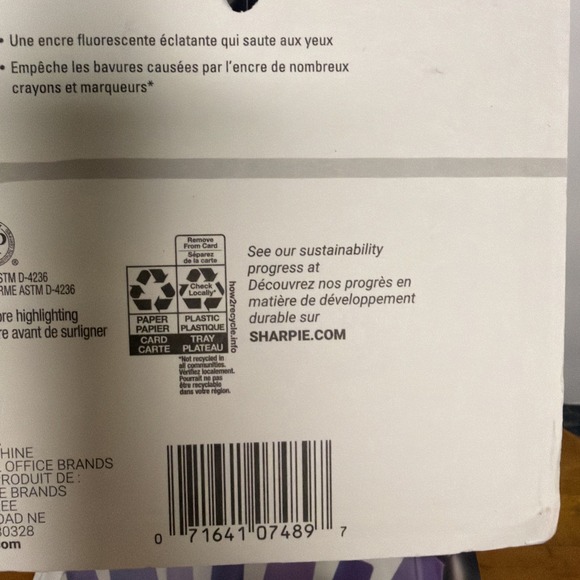 • Une encre fluorescente éclatante qui saute aux yeux
• Empêche les bavures causées par l'encre de nombreux
crayons et marqueurs*
®
STM D-4236
RME ASTM D-4236
ore highlighting
re avant de surligner
Remove
From Card
Séparez
de la carte
Check
Locally*
PAPER
PAPIER
PLASTIC
PLASTIQUE
CARD
CARTE
TRAY
PLATEAU
how2recycle.info
*Not recycled in
all communities.
Vérifiez localement.
Pourrait ne pas
être recyclable
dans votre région.
See our sustainability
progress at
Découvrez nos progrès en
matière de développement
durable sur
SHARPIE.COM
HINE
OFFICE BRANDS
RODUIT DE :
E BRANDS
EE
OAD NE
30328
om
0 71641 07489 7